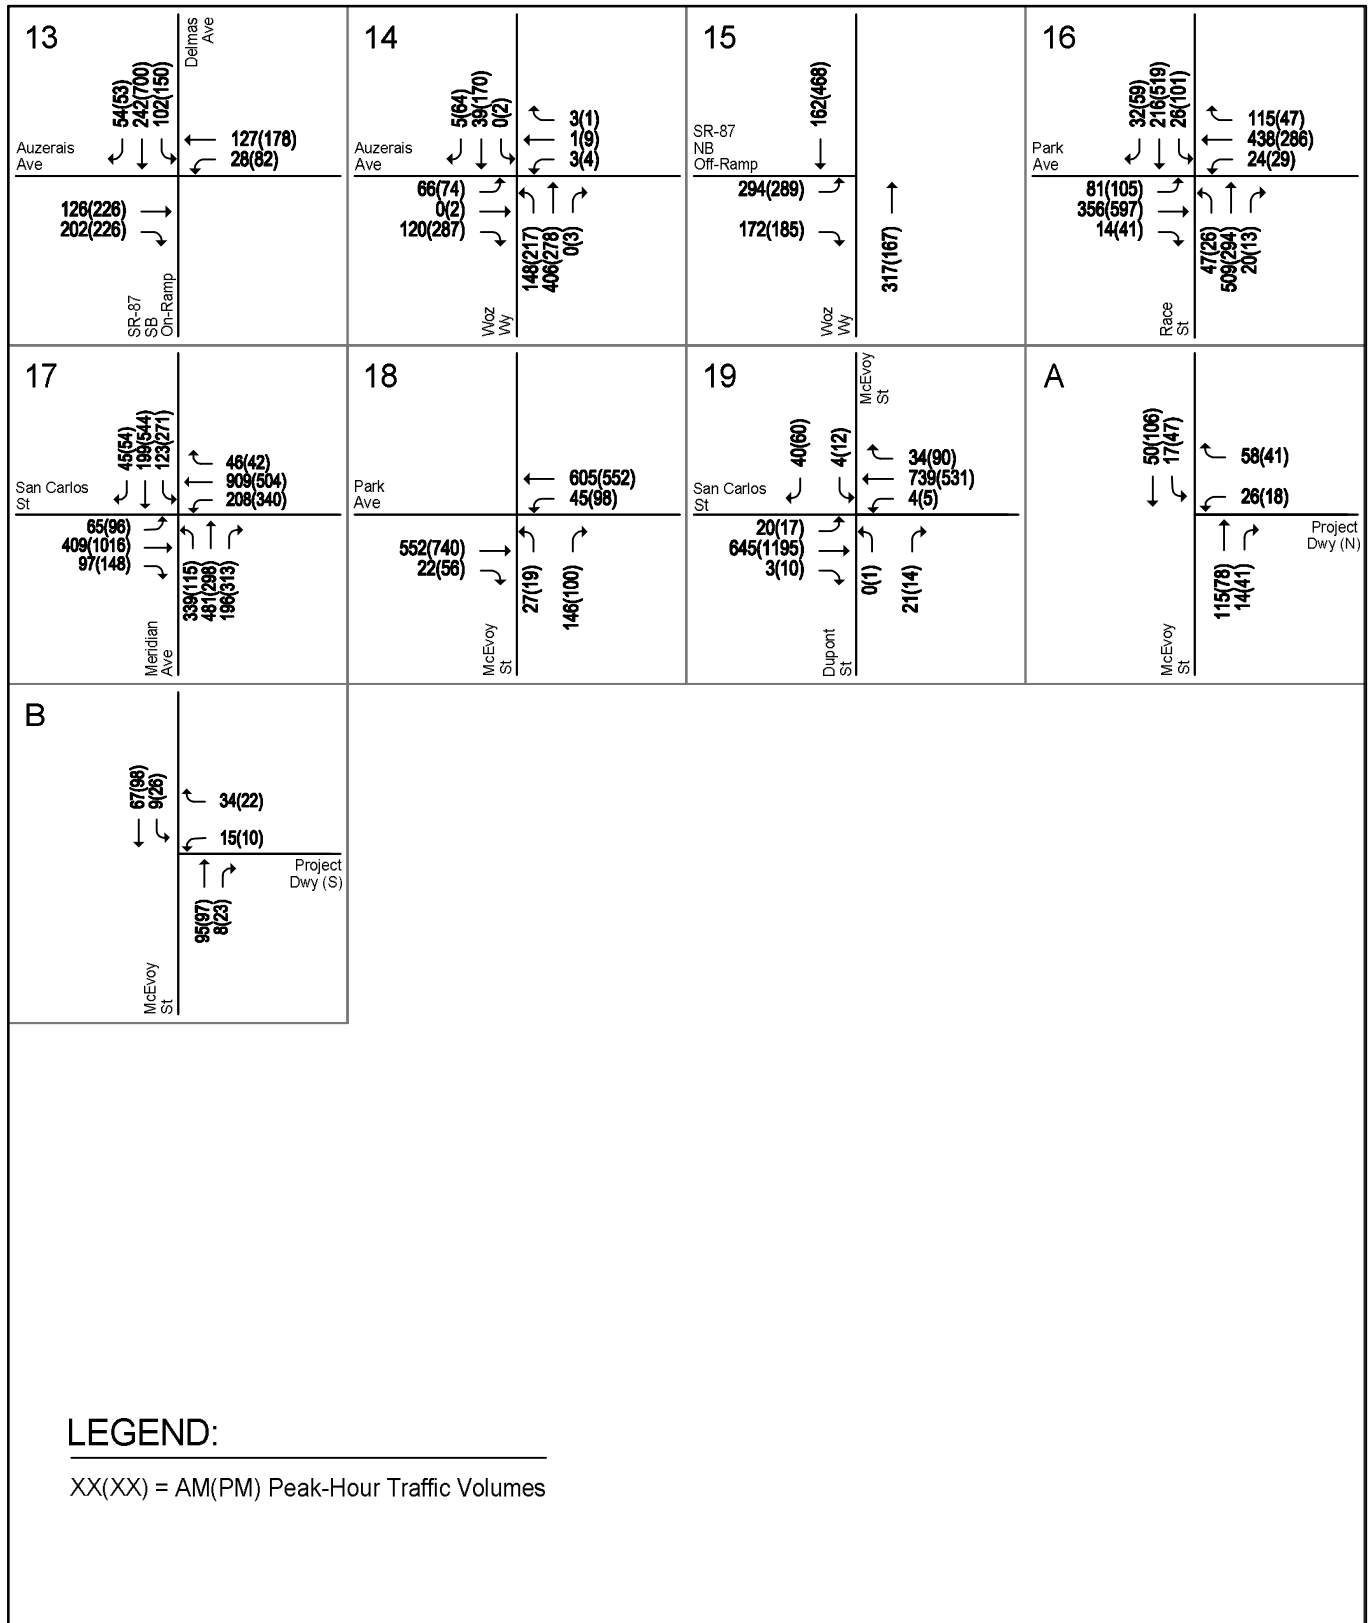 13
Delmas
Ave
54(53)
242(700)
102(150)
127(178)
28(82)
Auzerais
Ave
126(226)
202(226)
SR-87
SB
On-Ramp
14
5(64)
39(170)
0(2)
3(1)
1(9)
3(4)
Auzerais
Ave
66(74)
0(2)
120(287)
148(217)
406(278)
0(3)
Woz
Wy
15
162(468)
SR-87
NB
Off-Ramp
294(289)
172(185)
317(167)
Woz
Wy
16
32(59)
216(519)
26(101)
115(47)
438(286)
24(29)
Park
Ave
81(105)
356(597)
14(41)
47(26)
509(294)
20(13)
Race
St
17
45(54)
199(544)
123(271)
46(42)
909(504)
208(340)
San Carlos
St
65(96)
409(1016)
97(148)
339(115)
481(298)
196(313)
Meridian
Ave
18
605(552)
45(98)
Park
Ave
552(740)
22(56)
27(19)
146(100)
McEvoy
St
19
McEvoy
St
40(60)
4(12)
34(90)
739(531)
4(5)
San Carlos
St
20(17)
645(1195)
3(10)
0(1)
21(14)
Dupont
St
A
50(106)
17(47)
58(41)
26(18)
Project
Dwy (N)
115(78)
14(41)
McEvoy
St
B
67(98)
9(26)
34(22)
15(10)
Project
Dwy (S)
95(97)
8(23)
McEvoy
St
LEGEND:
XX(XX) = AM(PM) Peak-Hour Traffic Volumes